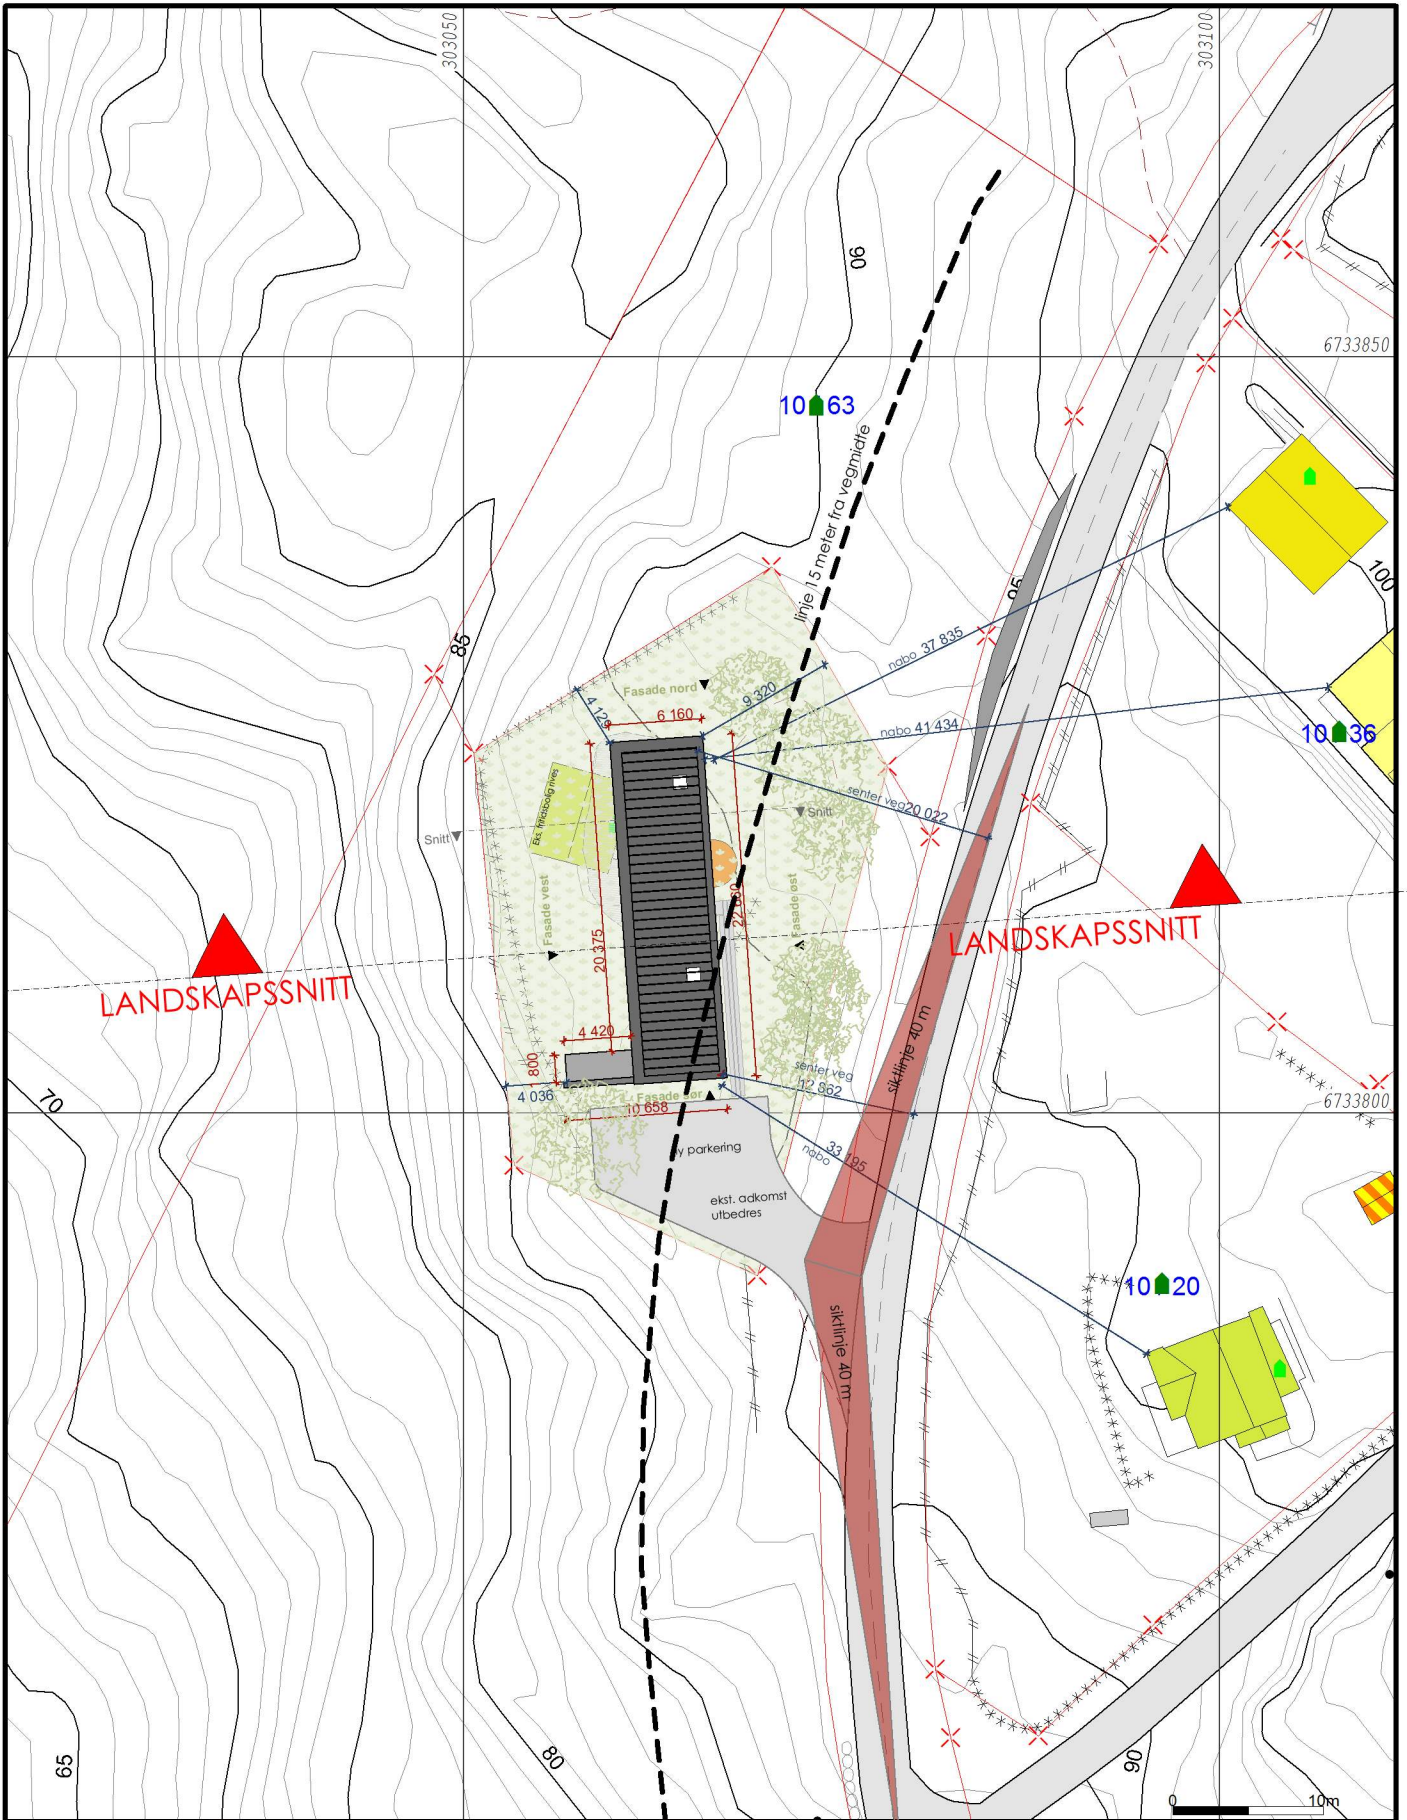 303050
303100
90
6733850
10 63
linje 15 meter fra vegmidte
100
95
85
nabo 37 835
Fasade nord
4 129
9 320
6 160
nabo 41 434
10 36
Eks. fritidsbolig rives
senter veg 20 022
Snitt
Snitt
Fasade vest
Fasade øst
22 660
20 375
LANDSKAPSSNITT
LANDSKAPSSNITT
siktlinje 40 m
4 420
800
4 036
senter veg
12 862
Fasade sør
10 658
70
6733800
ny parkering
33 195
nabo
ekst. adkomst
utbedres
10 20
siktlinje 40 m
65
80
90
0 10m